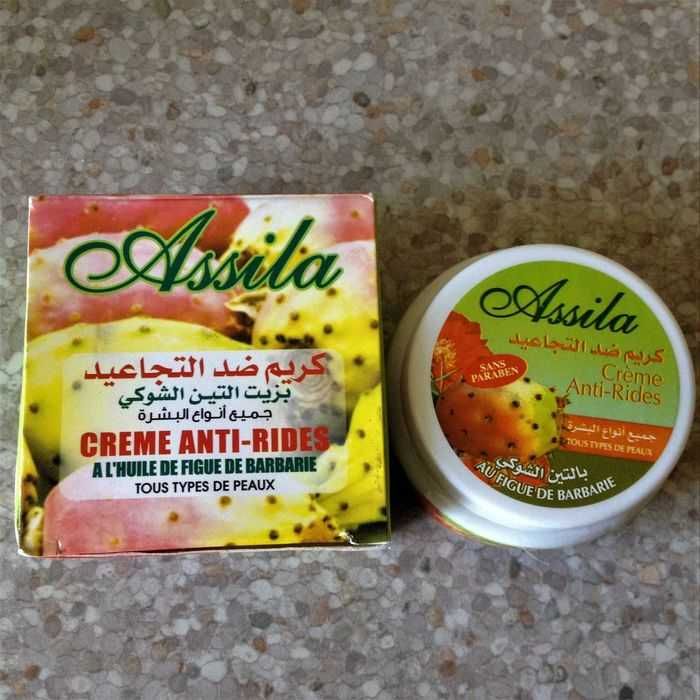 Assila
كريم ضد التجاعيد
بزيت التين الشوكي
جميع أنواع البشرة
CREME ANTI-RIDES
A L'HUILE DE FIGUE DE BARBARIE
TOUS TYPES DE PEAUX
Assila
كريم ضد التجاعيد
Crème
Anti-Rides
SANS
PARABEN
جميع أنواع البشرة
TOUS TYPES DE PEAUX
بالتين الشوكي
AU FIGUE DE BARBARIE